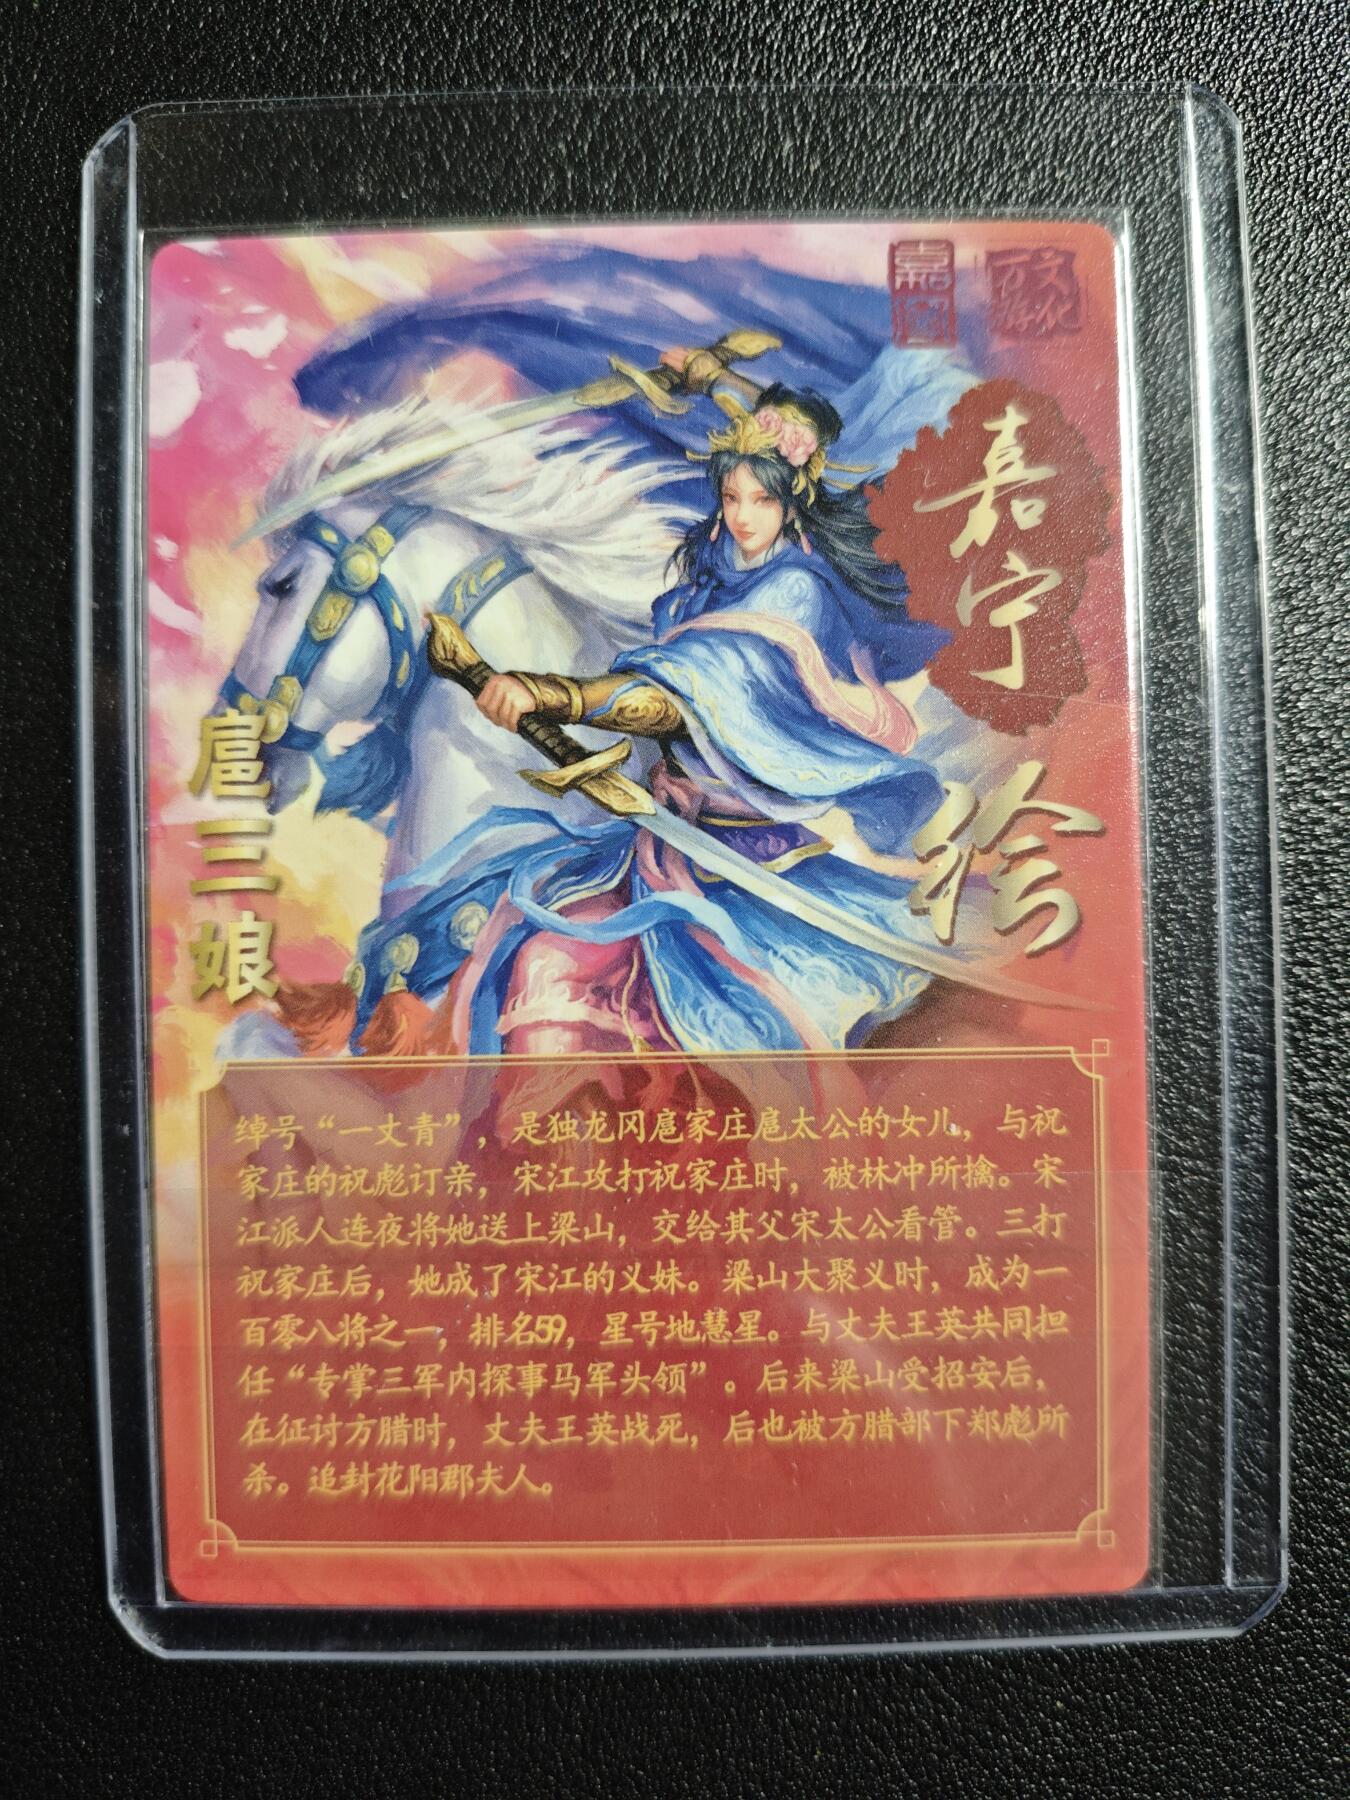 嘉宁
万游
文化
嘉宁
绘
扈三娘
绰号“一丈青”，是独龙冈扈家庄扈太公的女儿，与祝
家庄的祝彪订亲，宋江攻打祝家庄时，被林冲所擒。宋
江派人连夜将她送上梁山，交给其父宋太公看管。三打
祝家庄后，她成了宋江的义妹。梁山大聚义时，成为一
百零八将之一，排名59，星号地慧星。与丈夫王英共同担
任“专掌三军内探事马军头领”。后来梁山受招安后，
在征讨方腊时，丈夫王英战死，后也被方腊部下郑彪所
杀。追封花阳郡夫人。